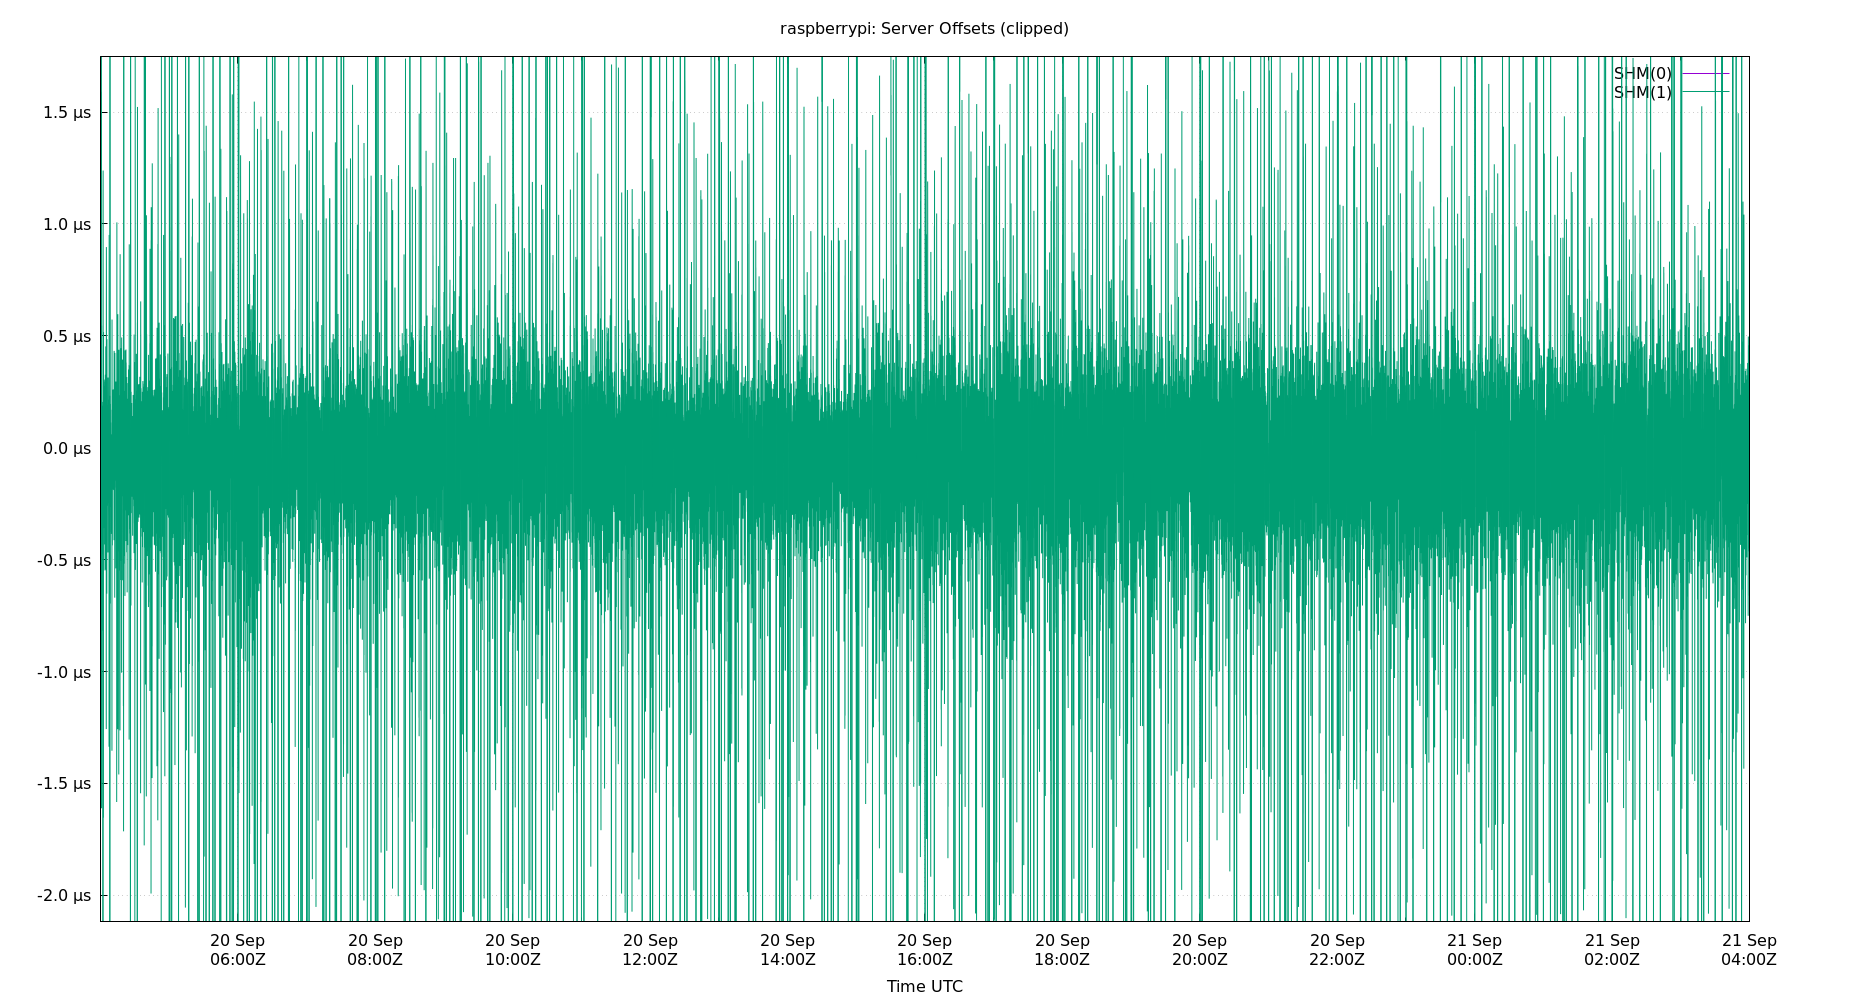 raspberrypi: Server Offsets (clipped)
SHM(0)
SHM(1)
1.5 µs
1.0 µs
0.5 µs
0.0 µs
-0.5 µs
-1.0 µs
-1.5 µs
-2.0 µs
20 Sep 20 Sep 20 Sep 20 Sep 20 Sep 20 Sep 20 Sep 20 Sep 20 Sep 21 Sep 21 Sep 21 Sep
06:00Z 08:00Z 10:00Z 12:00Z 14:00Z 16:00Z 18:00Z 20:00Z 22:00Z 00:00Z 02:00Z 04:00Z
Time UTC